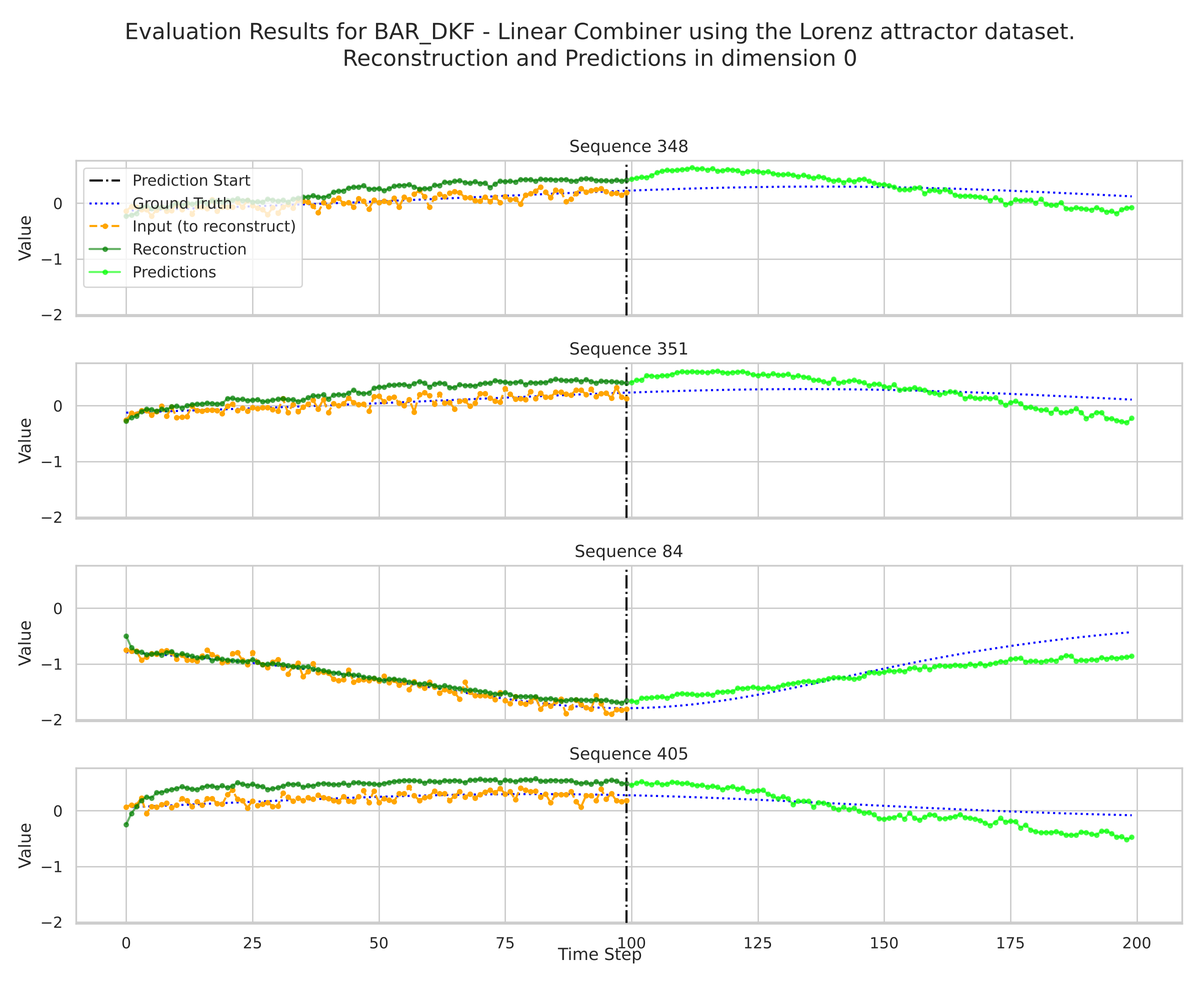 Evaluation Results for BAR_DKF - Linear Combiner using the Lorenz attractor dataset.
Reconstruction and Predictions in dimension 0
Sequence 348
Value
0
−1
−2
Prediction Start
Ground Truth
Input (to reconstruct)
Reconstruction
Predictions
Sequence 351
Value
0
−1
−2
Sequence 84
Value
0
−1
−2
Sequence 405
Value
0
−1
−2
0 25 50 75 100 125 150 175 200
Time Step